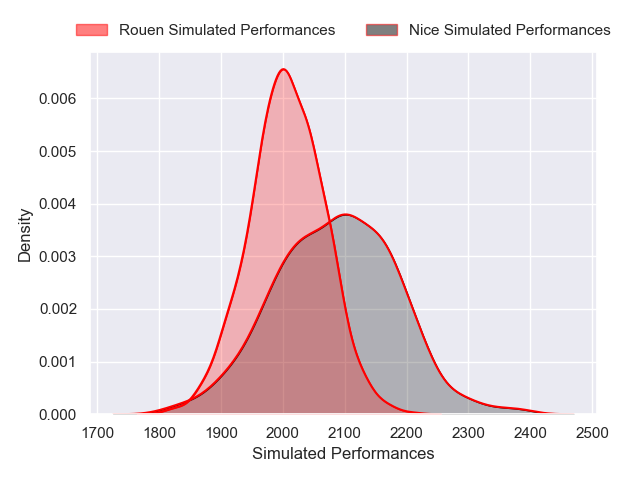 Rouen Simulated Performances Nice Simulated Performances
0.006
0.005
0.004
0.003
0.002
0.001
0.000
Density
1700 1800 1900 2000 2100 2200 2300 2400 2500
Simulated Performances